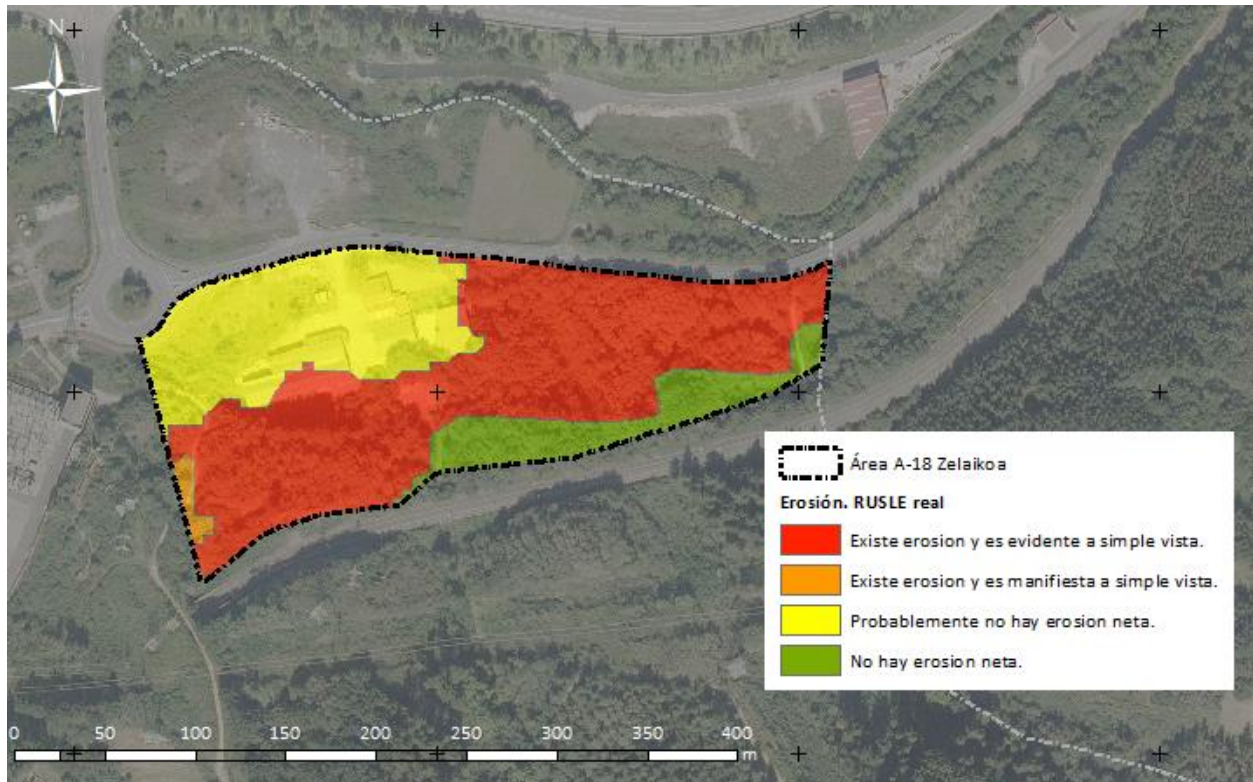 N
Área A-18 Zelaikoa
Erosión. RUSLE real
Existe erosion y es evidente a simple vista.
Existe erosion y es manifiesta a simple vista.
Probablemente no hay erosion neta.
No hay erosion neta.
0 50 100 150 200 250 300 350 400
m